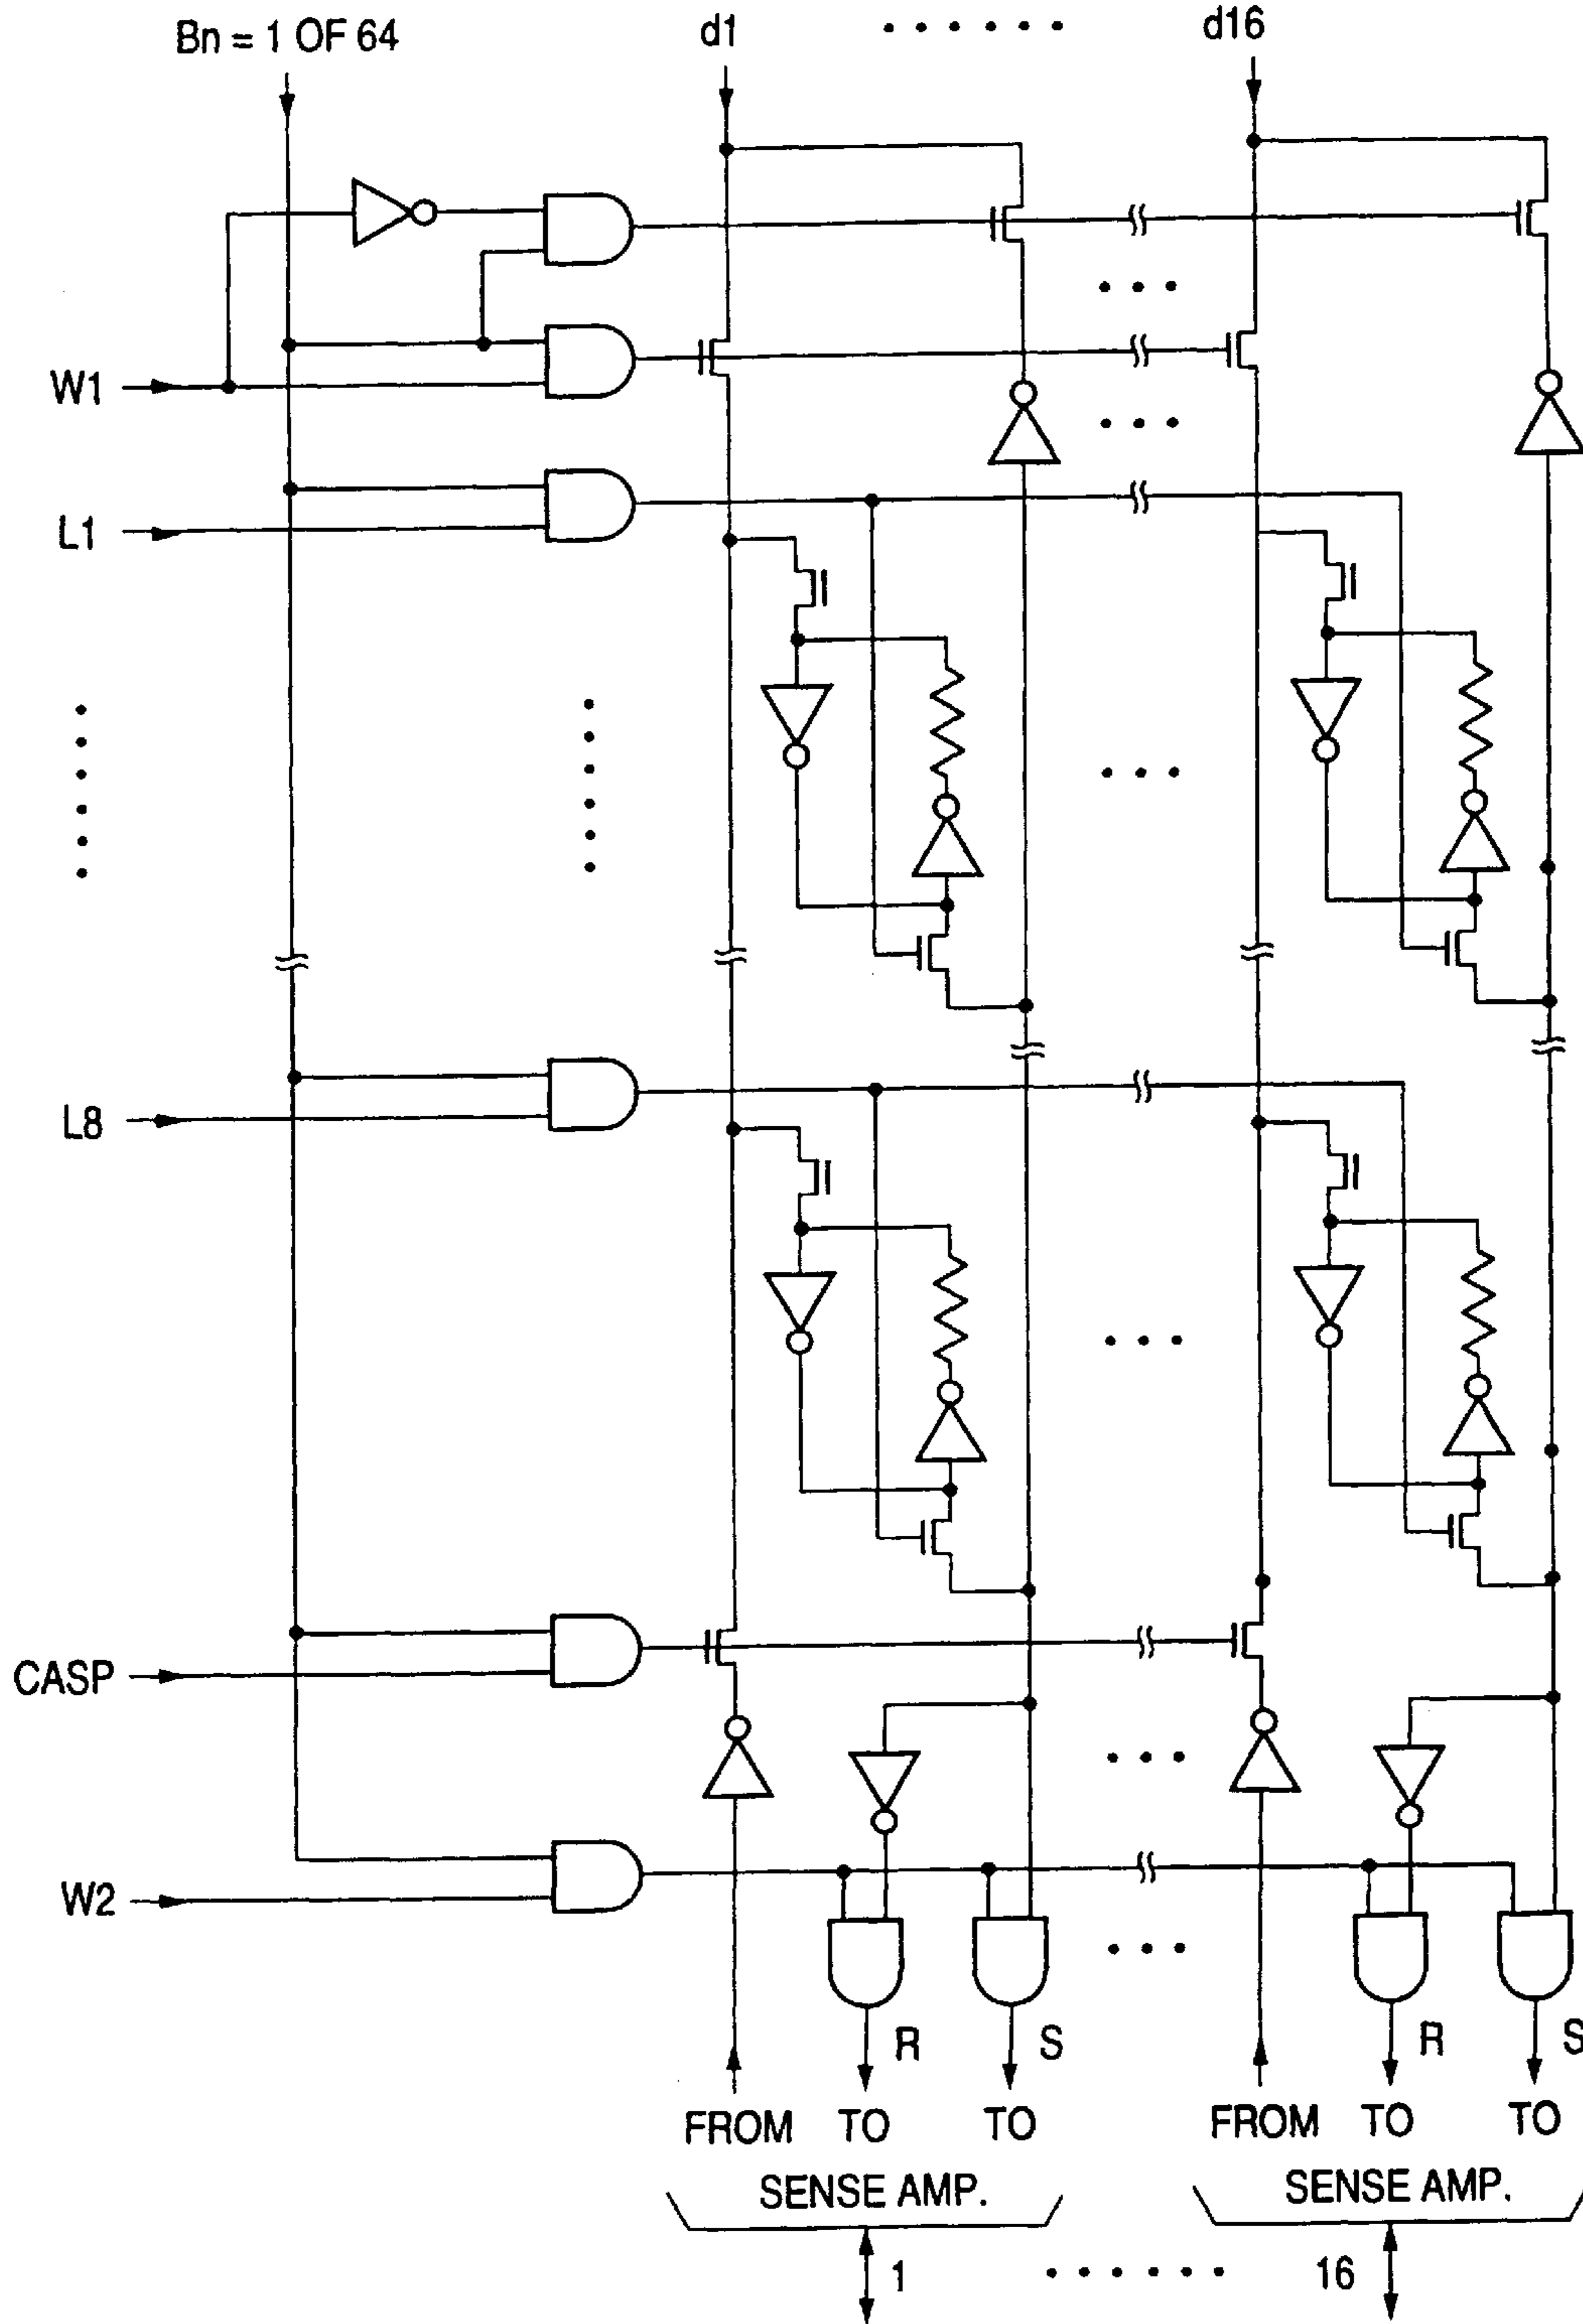 Bn = 1 OF 64
d1
d16
W1
L1
L8
CASP
W2
R
S
R
S
FROM TO TO
FROM TO TO
SENSE AMP.
SENSE AMP.
1
16